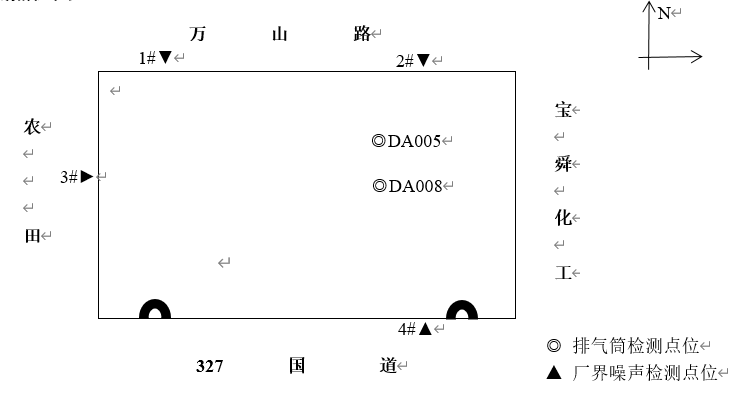 万 山 路
N
1#▼
2#▼
农
田
3#▶
◎DA005
◎DA008
宝
舜
化
工
4#▲
327 国 道
◎ 排气筒检测点位
▲ 厂界噪声检测点位